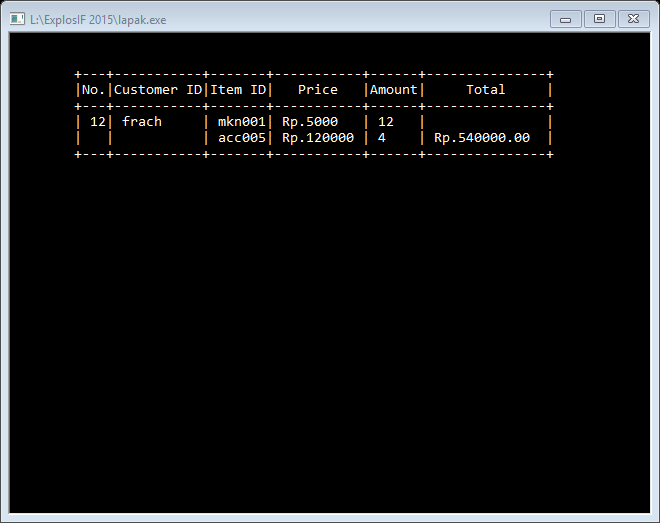 L:\ExplosIF 2015\lapak.exe
+---+-----------+-------+-----------+------+---------------+
|No.|Customer ID|Item ID|   Price   |Amount|     Total     |
+---+-----------+-------+-----------+------+---------------+
| 12| frach     | mkn001| Rp.5000   | 12   |               |
|   |           | acc005| Rp.120000 | 4    | Rp.540000.00  |
+---+-----------+-------+-----------+------+---------------+